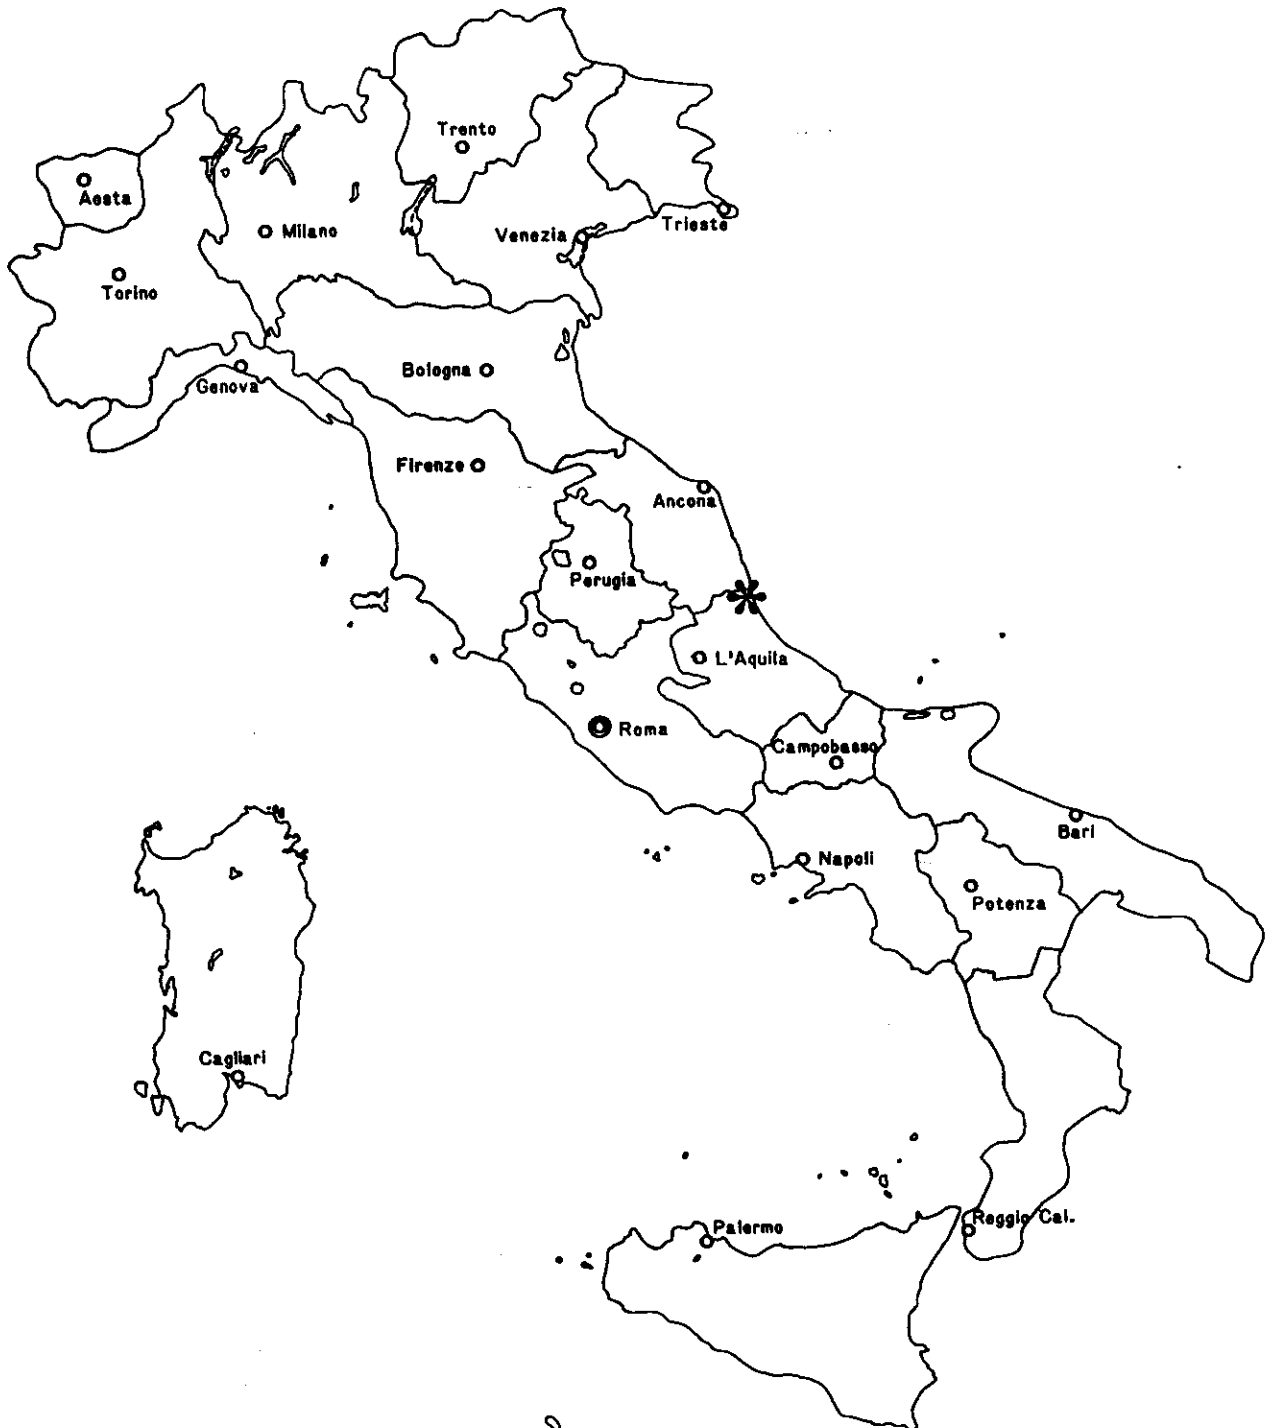 Trento
Aosta
Milano
Venezia
Trieste
Torino
Bologna
Genova
Firenze
Ancona
Perugia
L'Aquila
Roma
Campobasso
Bari
Napoli
Potenza
Cagliari
Palermo
Reggio Cal.